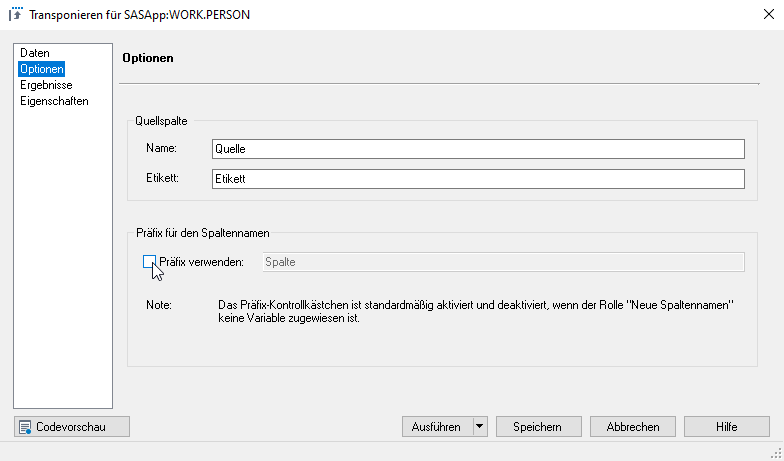 Transponieren für SASApp:WORK.PERSON
Daten
Optionen
Ergebnisse
Eigenschaften
Optionen
Quellspalte
Name:
Quelle
Etikett:
Etikett
Präfix für den Spaltennamen
Präfix verwenden:
Spalte
Note:
Das Präfix-Kontrollkästchen ist standardmäßig aktiviert und deaktiviert, wenn der Rolle "Neue Spaltennamen"
keine Variable zugewiesen ist.
Codevorschau
Ausführen
Speichern
Abbrechen
Hilfe